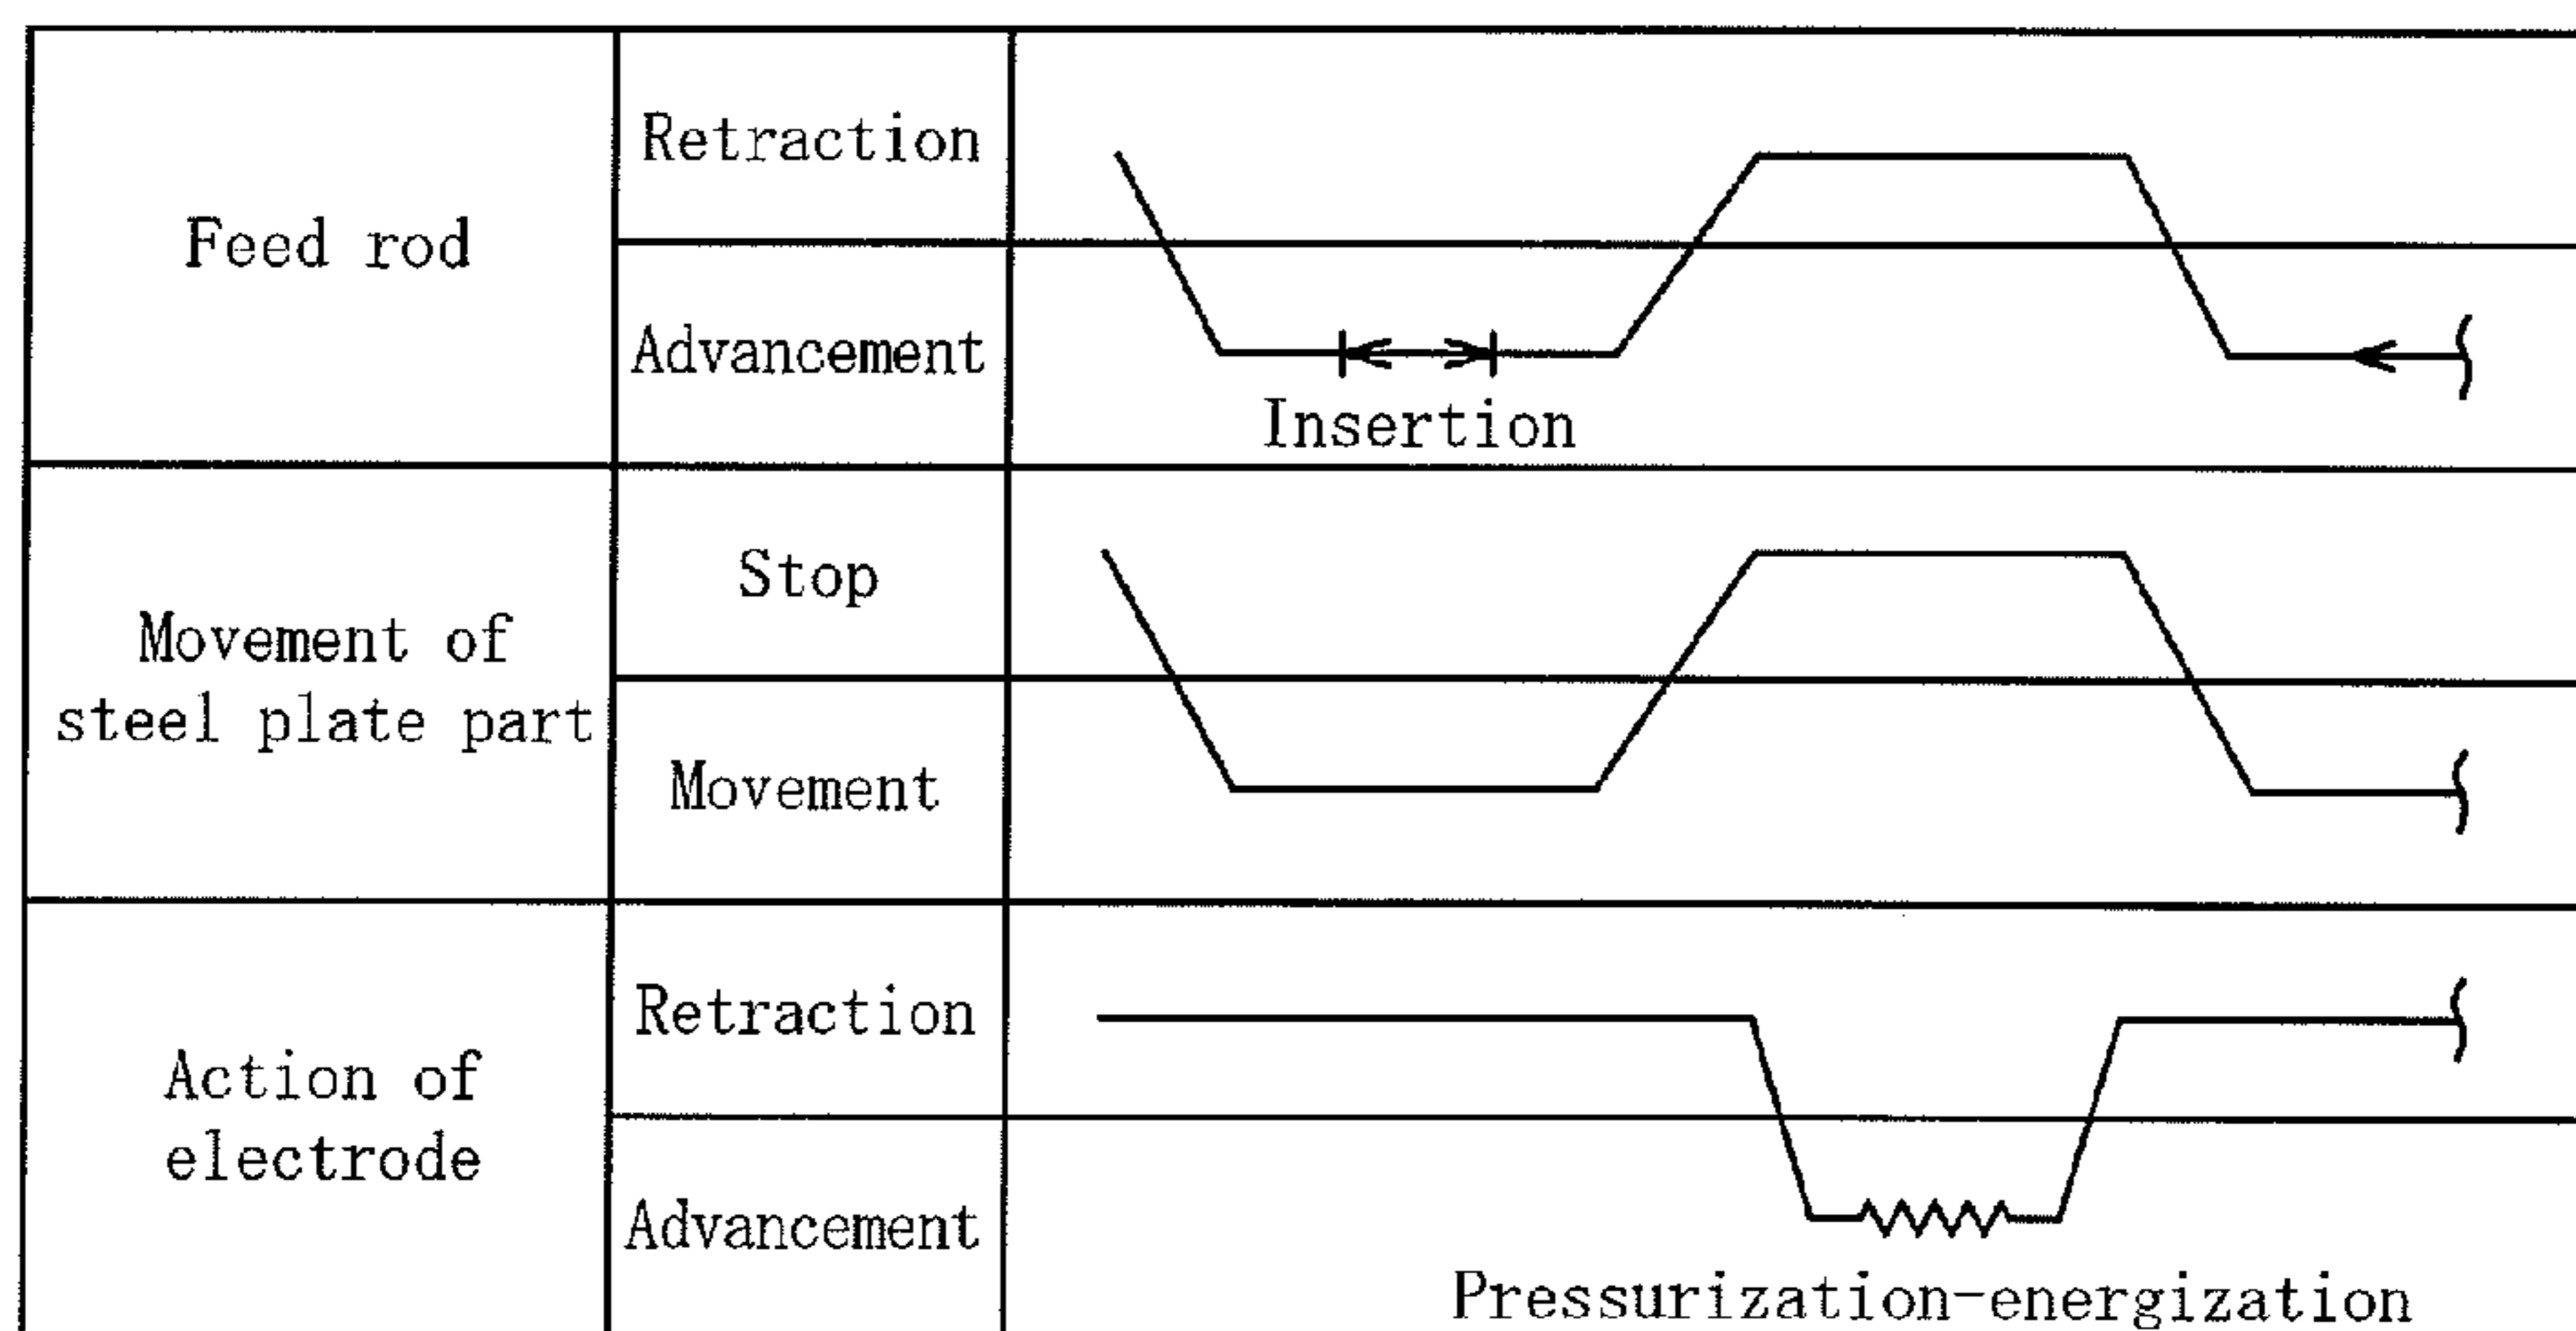 Feed rod
Retraction
Advancement
Insertion
Movement of
steel plate part
Stop
Movement
Action of
electrode
Retraction
Advancement
Pressurization-energization